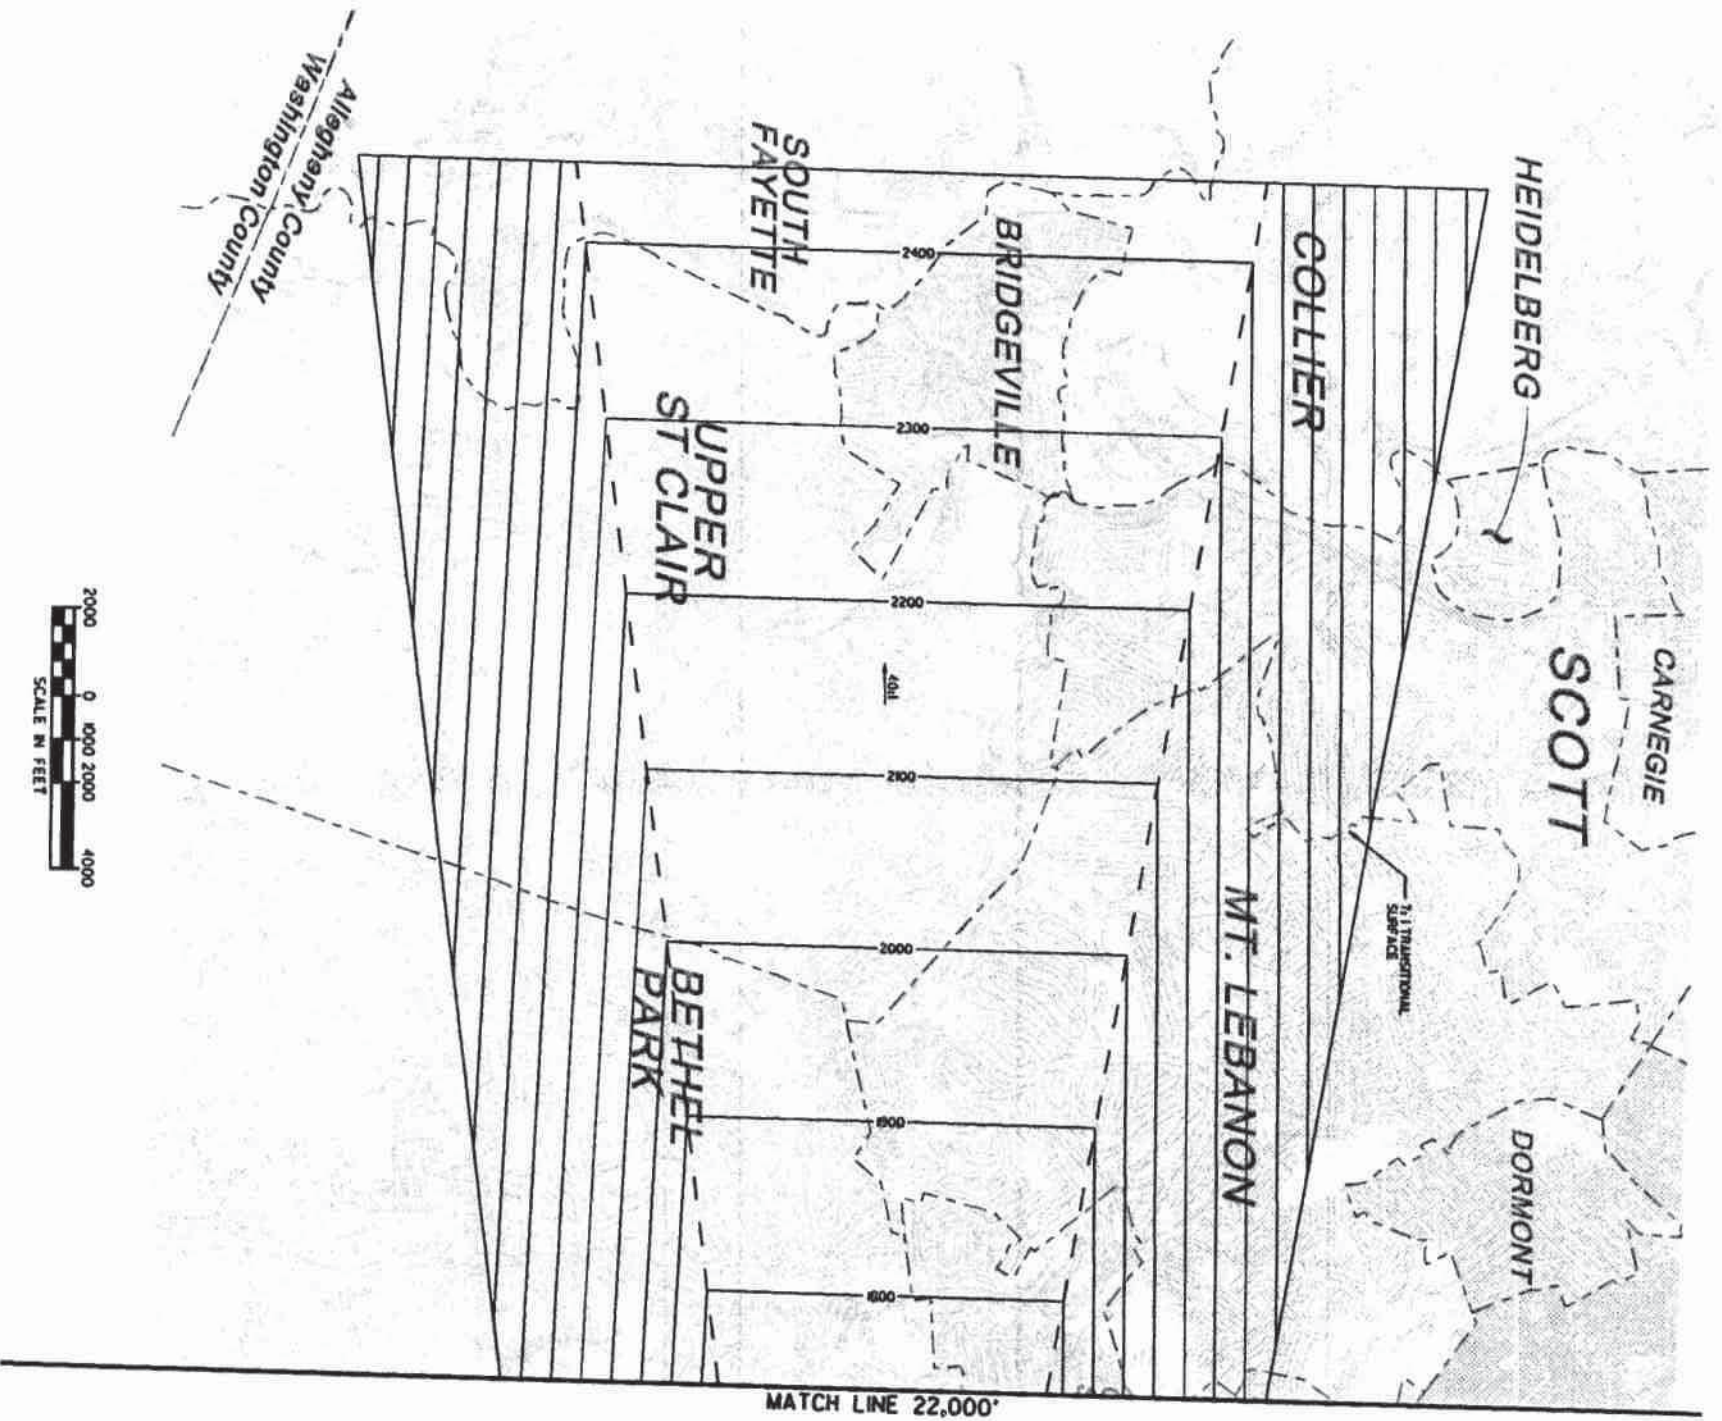 Allegheny County
Washington County
SOUTH
FAYETTE
BRIDGEVILLE
COLLIER
HEIDELBERG
2400
2300
UPPER
ST CLAIR
2200
40:1
2100
SCOTT
CARNEGIE
7:1 TRANSITIONAL
SURFACE
MT. LEBANON
2000
BETHEL
PARK
1900
DORMONT
1800
2000 0 1000 2000 4000
SCALE IN FEET
MATCH LINE 22,000'